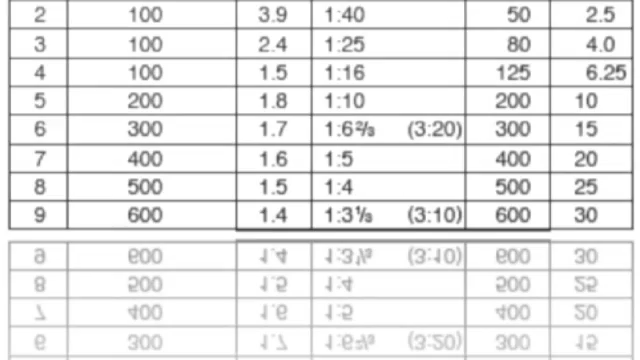 2 100 3.9 1:40 50 2.5
3 100 2.4 1:25 80 4.0
4 100 1.5 1:16 125 6.25
5 200 1.8 1:10 200 10
6 300 1.7 1:6⅔ (3:20) 300 15
7 400 1.6 1:5 400 20
8 500 1.5 1:4 500 25
9 600 1.4 1:3⅓ (3:10) 600 30